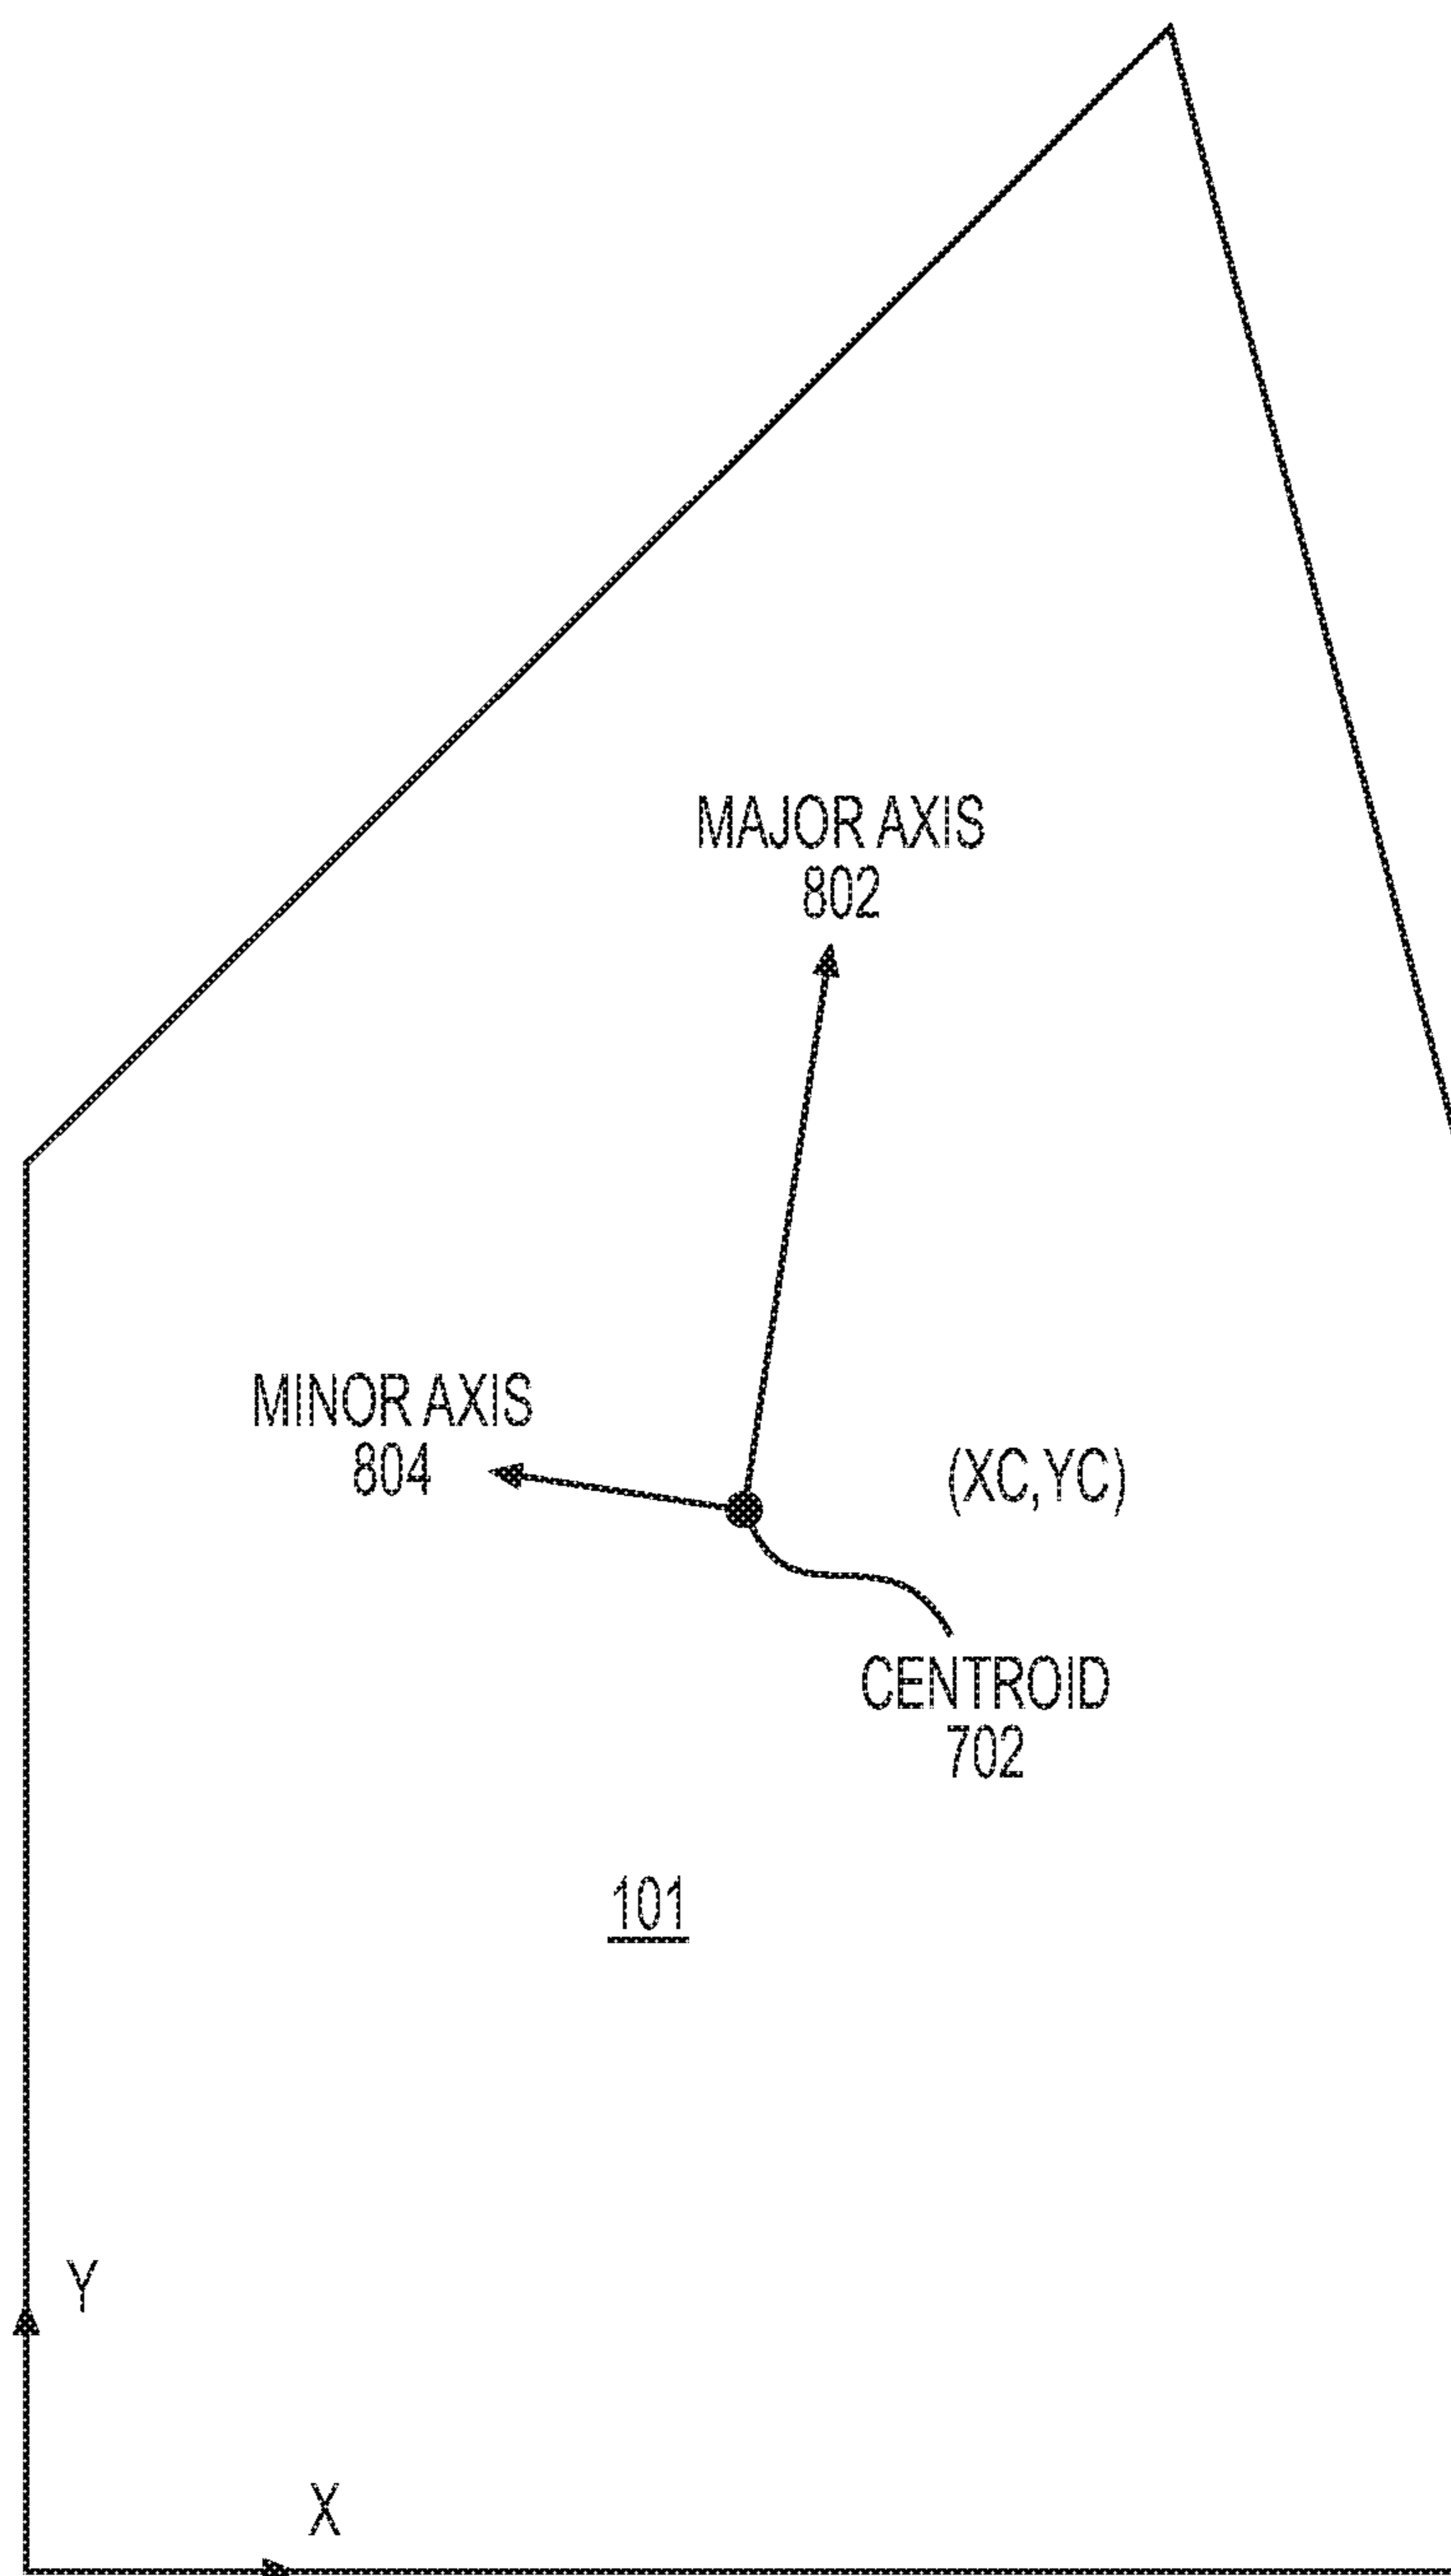 MAJOR AXIS
802
MINOR AXIS
804
(XC,YC)
CENTROID
702
101
Y
X